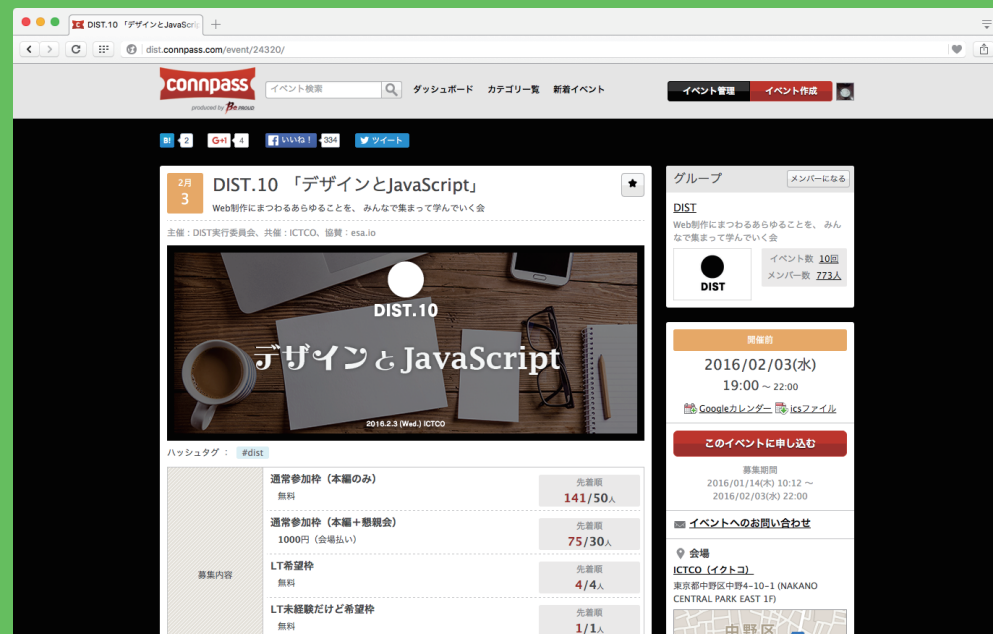 DIST.10 「デザインとJavaScrip
dist.connpass.com/event/24320/
connpass
produced by BePROUD
イベント検索
ダッシュボード カテゴリ一覧 新着イベント
イベント管理 イベント作成
B! 2 G+1 4 いいね! 334 ツイート
2月
3
DIST.10 「デザインとJavaScript」
Web制作にまつわるあらゆることを、 みんなで集まって学んでいく会
主催:DIST実行委員会、共催:ICTCO、協賛:esa.io
DIST.10
デザインとJavaScript
2016.2.3 (Wed.) ICTCO
ハッシュタグ : #dist
募集内容
通常参加枠(本編のみ)
無料
先着順
141/50人
通常参加枠(本編+懇親会)
1000円(会場払い)
先着順
75/30人
LT希望枠
無料
先着順
4/4人
LT未経験だけど希望枠
無料
先着順
1/1人
グループ
メンバーになる
DIST
Web制作にまつわるあらゆることを、 みん
なで集まって学んでいく会
DIST
イベント数 10回
メンバー数 773人
開催前
2016/02/03(水)
19:00 ~ 22:00
Googleカレンダー icsファイル
このイベントに申し込む
募集期間
2016/01/14(木) 10:12 ~
2016/02/03(水) 22:00
イベントへのお問い合わせ
会場
ICTCO(イクトコ)
東京都中野区中野4-10-1 (NAKANO
CENTRAL PARK EAST 1F)
中野区